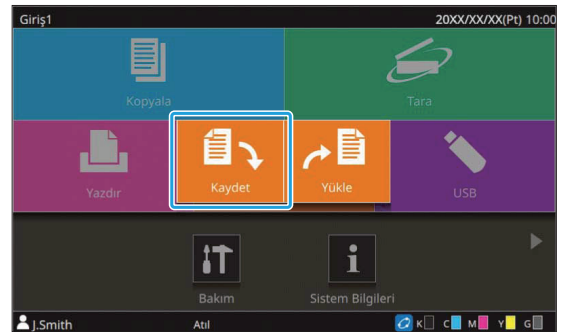 Giriş1 20XX/XX/XX(Pt) 10:00
Kopyala Tara
Yazdır Kaydet Yükle USB
Bakım Sistem Bilgileri
J.Smith Atıl K C M Y G